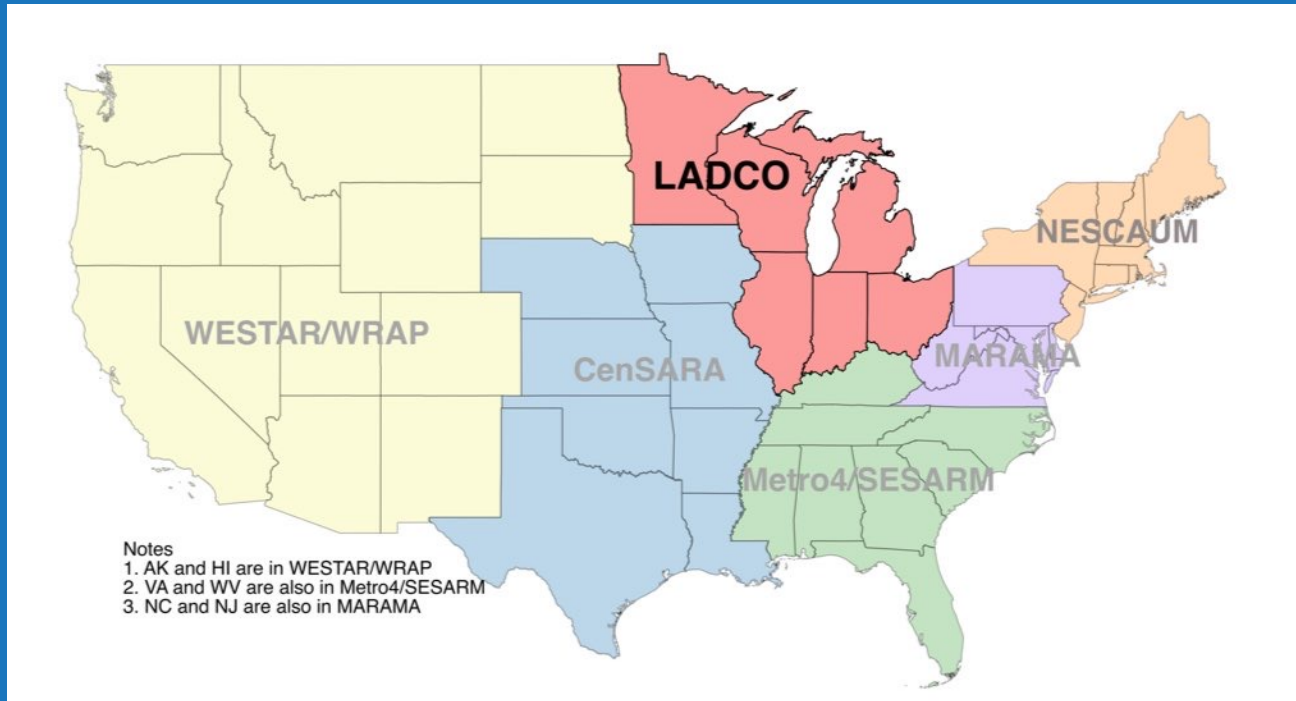 LADCO
NESCAUM
WESTAR/WRAP
MARAMA
CenSARA
Metro4/SESARM
Notes
1. AK and HI are in WESTAR/WRAP
2. VA and WV are also in Metro4/SESARM
3. NC and NJ are also in MARAMA